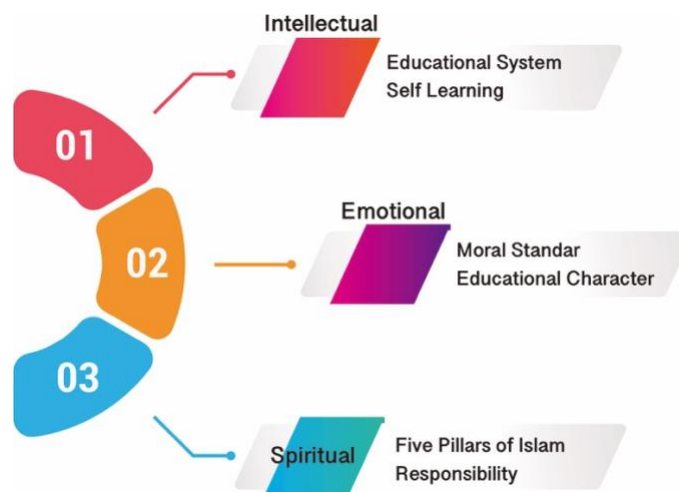 Intellectual
01
Educational System
Self Learning
Emotional
02
Moral Standar
Educational Character
03
Spiritual
Five Pillars of Islam
Responsibility